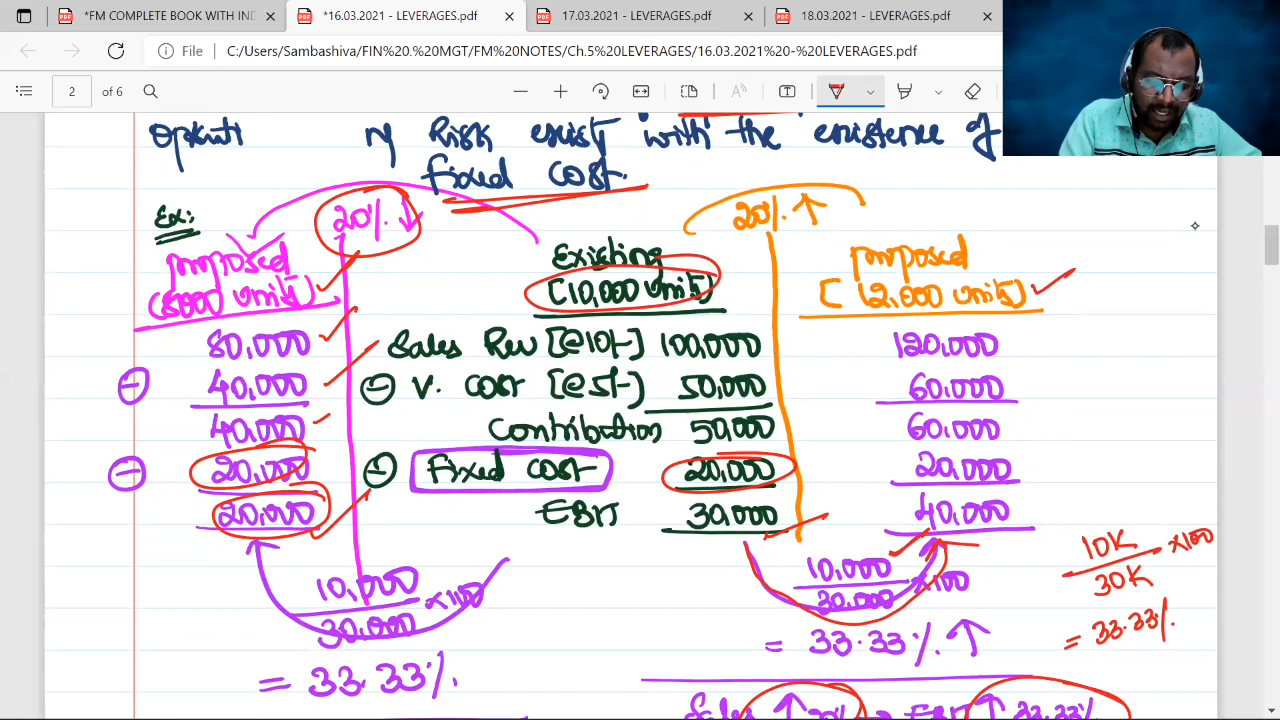 *FM COMPLETE BOOK WITH IND
*16.03.2021 - LEVERAGES.pdf
17.03.2021 - LEVERAGES.pdf
18.03.2021 - LEVERAGES.pdf
File
C:/Users/Sambashiva/FIN%20.%20MGT/FM%20NOTES/Ch.5%20LEVERAGES/16.03.2021%20-%20LEVERAGES.pdf
2 of 6
Risk exist with the existence of
fixed cost.
Ex:
20% ↓
20% ↑
proposed
Existing
proposed
(8000 units)
[10,000 units]
[12,000 units]
80,000
Sales Rev [@10/-] 100,000
120,000
- 40,000
- V. cost [@5/-] 50,000
60,000
40,000
Contribution 50,000
60,000
- 20,000
- Fixed cost 20,000
20,000
20,000
EBIT 30,000
40,000
10,000
30,000
×100
= 33.33%.
10,000
30,000
×100
= 33.33% ↑
10K
30K
×100
= 33.33%
Sales ↑ 20% → EBIT ↑ 33.33%